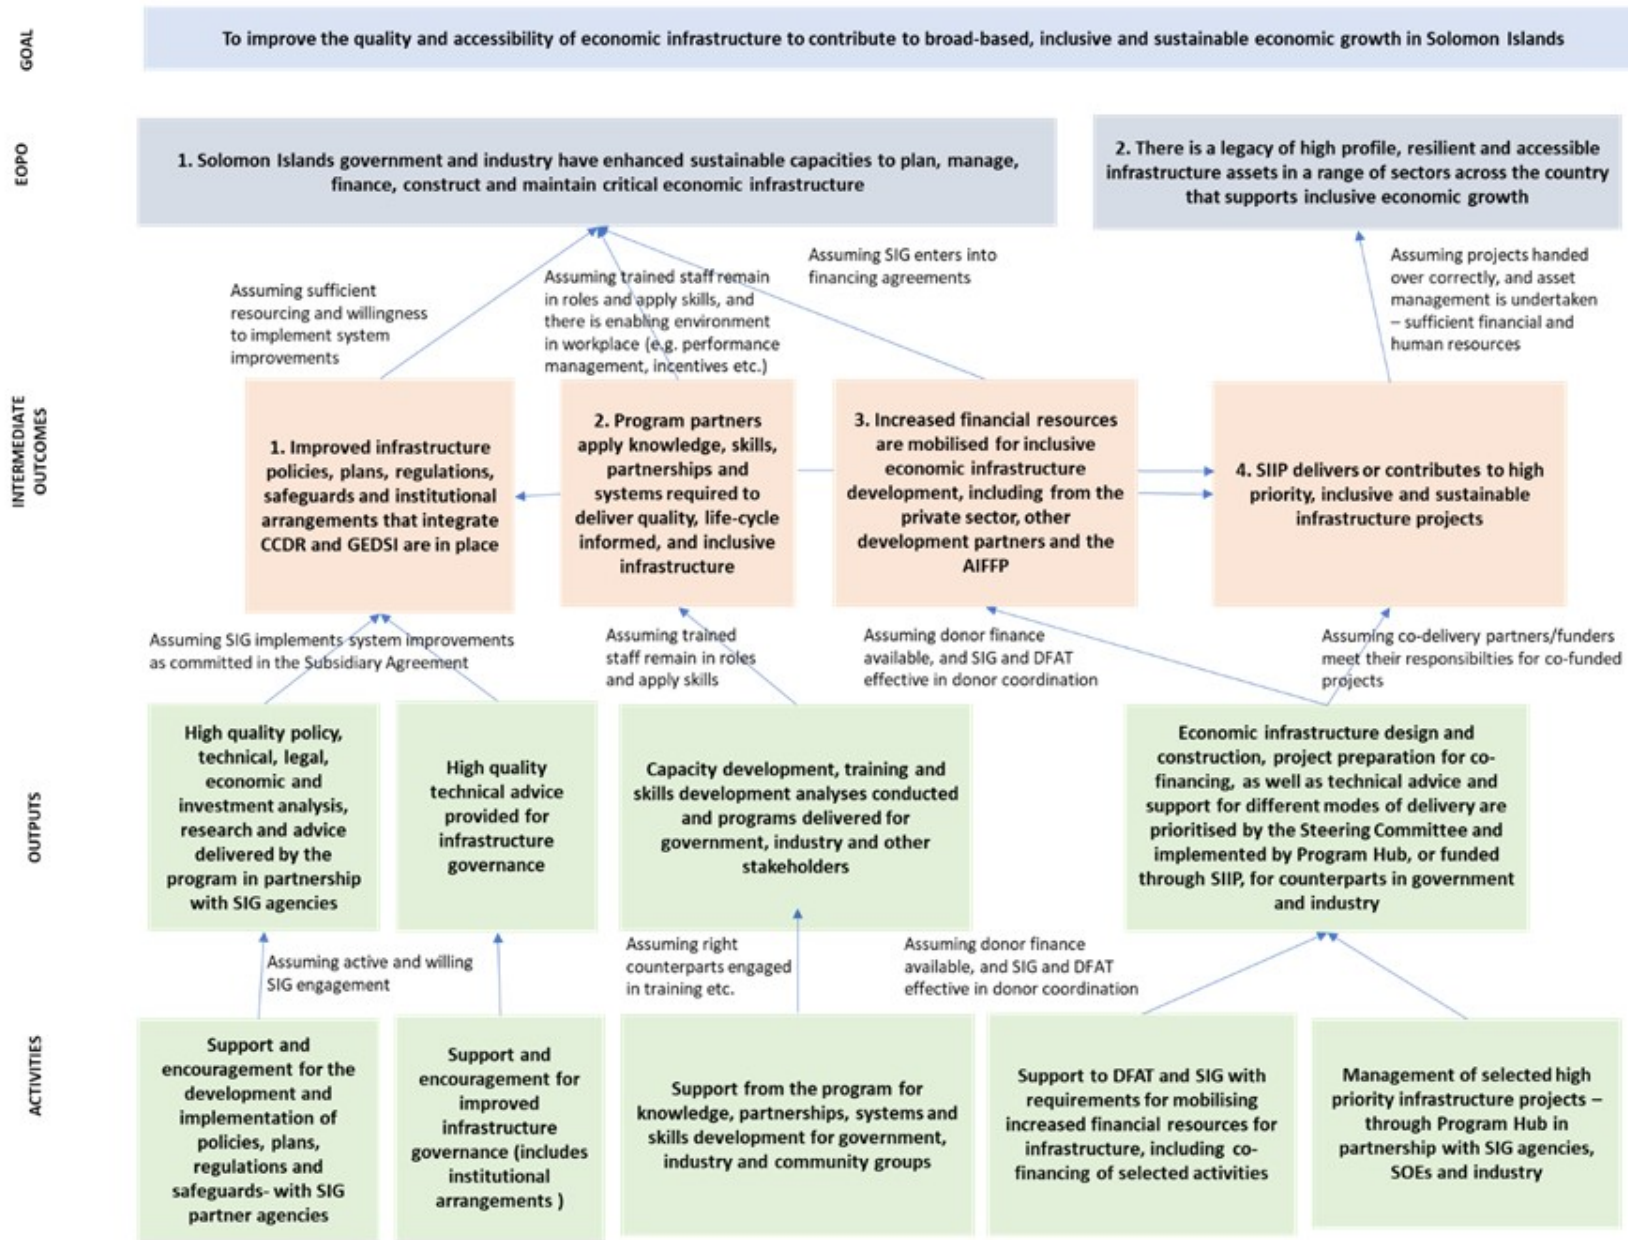 GOAL
To improve the quality and accessibility of economic infrastructure to contribute to broad-based, inclusive and sustainable economic growth in Solomon Islands
EOPO
1. Solomon Islands government and industry have enhanced sustainable capacities to plan, manage,
finance, construct and maintain critical economic infrastructure
2. There is a legacy of high profile, resilient and accessible
infrastructure assets in a range of sectors across the country
that supports inclusive economic growth
Assuming sufficient
resourcing and willingness
to implement system
improvements
Assuming trained staff remain
in roles and apply skills, and
there is enabling environment
in workplace (e.g. performance
management, incentives etc.)
Assuming SIG enters into
financing agreements
Assuming projects handed
over correctly, and asset
management is undertaken
– sufficient financial and
human resources
INTERMEDIATE
OUTCOMES
1. Improved infrastructure
policies, plans, regulations,
safeguards and institutional
arrangements that integrate
CCDR and GEDSI are in place
2. Program partners
apply knowledge, skills,
partnerships and
systems required to
deliver quality, life-cycle
informed, and inclusive
infrastructure
3. Increased financial resources
are mobilised for inclusive
economic infrastructure
development, including from the
private sector, other
development partners and the
AIFFP
4. SIIP delivers or contributes to high
priority, inclusive and sustainable
infrastructure projects
Assuming SIG implements system improvements
as committed in the Subsidiary Agreement
Assuming trained
staff remain in roles
and apply skills
Assuming donor finance
available, and SIG and DFAT
effective in donor coordination
Assuming co-delivery partners/funders
meet their responsibilties for co-funded
projects
OUTPUTS
High quality policy,
technical, legal,
economic and
investment analysis,
research and advice
delivered by the
program in partnership
with SIG agencies
High quality
technical advice
provided for
infrastructure
governance
Capacity development, training and
skills development analyses conducted
and programs delivered for
government, industry and other
stakeholders
Economic infrastructure design and
construction, project preparation for co-
financing, as well as technical advice and
support for different modes of delivery are
prioritised by the Steering Committee and
implemented by Program Hub, or funded
through SIIP, for counterparts in government
and industry
Assuming active and willing
SIG engagement
Assuming right
counterparts engaged
in training etc.
Assuming donor finance
available, and SIG and DFAT
effective in donor coordination
ACTIVITIES
Support and
encouragement for the
development and
implementation of
policies, plans,
regulations and
safeguards- with SIG
partner agencies
Support and
encouragement for
improved
infrastructure
governance (includes
institutional
arrangements )
Support from the program for
knowledge, partnerships, systems and
skills development for government,
industry and community groups
Support to DFAT and SIG with
requirements for mobilising
increased financial resources for
infrastructure, including co-
financing of selected activities
Management of selected high
priority infrastructure projects –
through Program Hub in
partnership with SIG agencies,
SOEs and industry